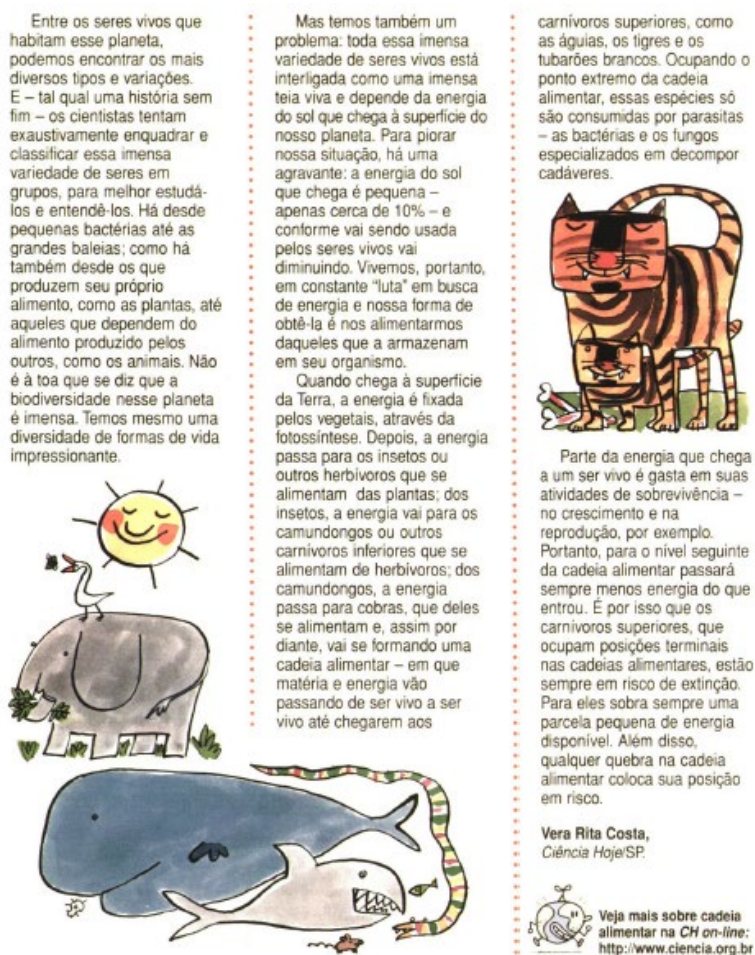 Entre os seres vivos que
habitam esse planeta,
podemos encontrar os mais
diversos tipos e variações.
E – tal qual uma história sem
fim – os cientistas tentam
exaustivamente enquadrar e
classificar essa imensa
variedade de seres em
grupos, para melhor estudá-
los e entendê-los. Há desde
pequenas bactérias até as
grandes baleias; como há
também desde os que
produzem seu próprio
alimento, como as plantas, até
aqueles que dependem do
alimento produzido pelos
outros, como os animais. Não
é à toa que se diz que a
biodiversidade nesse planeta
é imensa. Temos mesmo uma
diversidade de formas de vida
impressionante.
Mas temos também um
problema: toda essa imensa
variedade de seres vivos está
interligada como uma imensa
teia viva e depende da energia
do sol que chega à superfície do
nosso planeta. Para piorar
nossa situação, há uma
agravante: a energia do sol
que chega é pequena –
apenas cerca de 10% – e
conforme vai sendo usada
pelos seres vivos vai
diminuindo. Vivemos, portanto,
em constante "luta" em busca
de energia e nossa forma de
obtê-la é nos alimentarmos
daqueles que a armazenam
em seu organismo.
Quando chega à superfície
da Terra, a energia é fixada
pelos vegetais, através da
fotossíntese. Depois, a energia
passa para os insetos ou
outros herbívoros que se
alimentam das plantas; dos
insetos, a energia vai para os
camundongos ou outros
carnívoros inferiores que se
alimentam de herbívoros; dos
camundongos, a energia
passa para cobras, que deles
se alimentam e, assim por
diante, vai se formando uma
cadeia alimentar – em que
matéria e energia vão
passando de ser vivo a ser
vivo até chegarem aos
carnívoros superiores, como
as águias, os tigres e os
tubarões brancos. Ocupando o
ponto extremo da cadeia
alimentar, essas espécies só
são consumidas por parasitas
– as bactérias e os fungos
especializados em decompor
cadáveres.
Parte da energia que chega
a um ser vivo é gasta em suas
atividades de sobrevivência –
no crescimento e na
reprodução, por exemplo.
Portanto, para o nível seguinte
da cadeia alimentar passará
sempre menos energia do que
entrou. É por isso que os
carnívoros superiores, que
ocupam posições terminais
nas cadeias alimentares, estão
sempre em risco de extinção.
Para eles sobra sempre uma
parcela pequena de energia
disponível. Além disso,
qualquer quebra na cadeia
alimentar coloca sua posição
em risco.
Vera Rita Costa,
Ciência Hoje/SP.
Veja mais sobre cadeia
alimentar na CH on-line:
http://www.ciencia.org.br